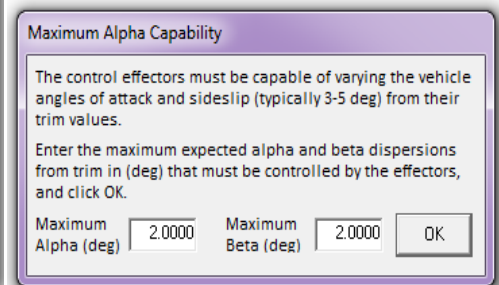 Maximum Alpha Capability
The control effectors must be capable of varying the vehicle
angles of attack and sideslip (typically 3-5 deg) from their
trim values.
Enter the maximum expected alpha and beta dispersions
from trim in (deg) that must be controlled by the effectors,
and click OK.
Maximum Alpha (deg) 2.0000 Maximum Beta (deg) 2.0000 OK